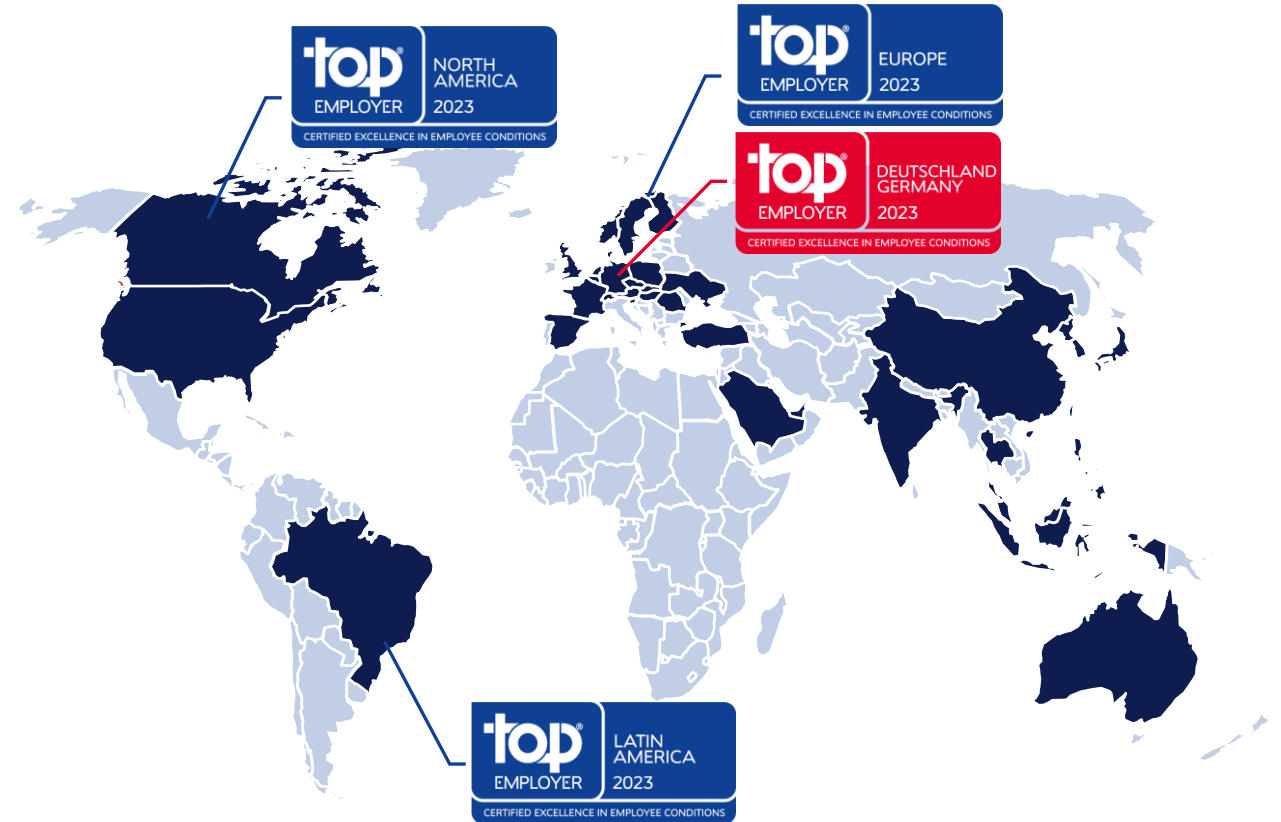 top®
EMPLOYER
NORTH
AMERICA
2023
CERTIFIED EXCELLENCE IN EMPLOYEE CONDITIONS
top®
EMPLOYER
EUROPE
2023
CERTIFIED EXCELLENCE IN EMPLOYEE CONDITIONS
top®
EMPLOYER
DEUTSCHLAND
GERMANY
2023
CERTIFIED EXCELLENCE IN EMPLOYEE CONDITIONS
top®
EMPLOYER
LATIN
AMERICA
2023
CERTIFIED EXCELLENCE IN EMPLOYEE CONDITIONS